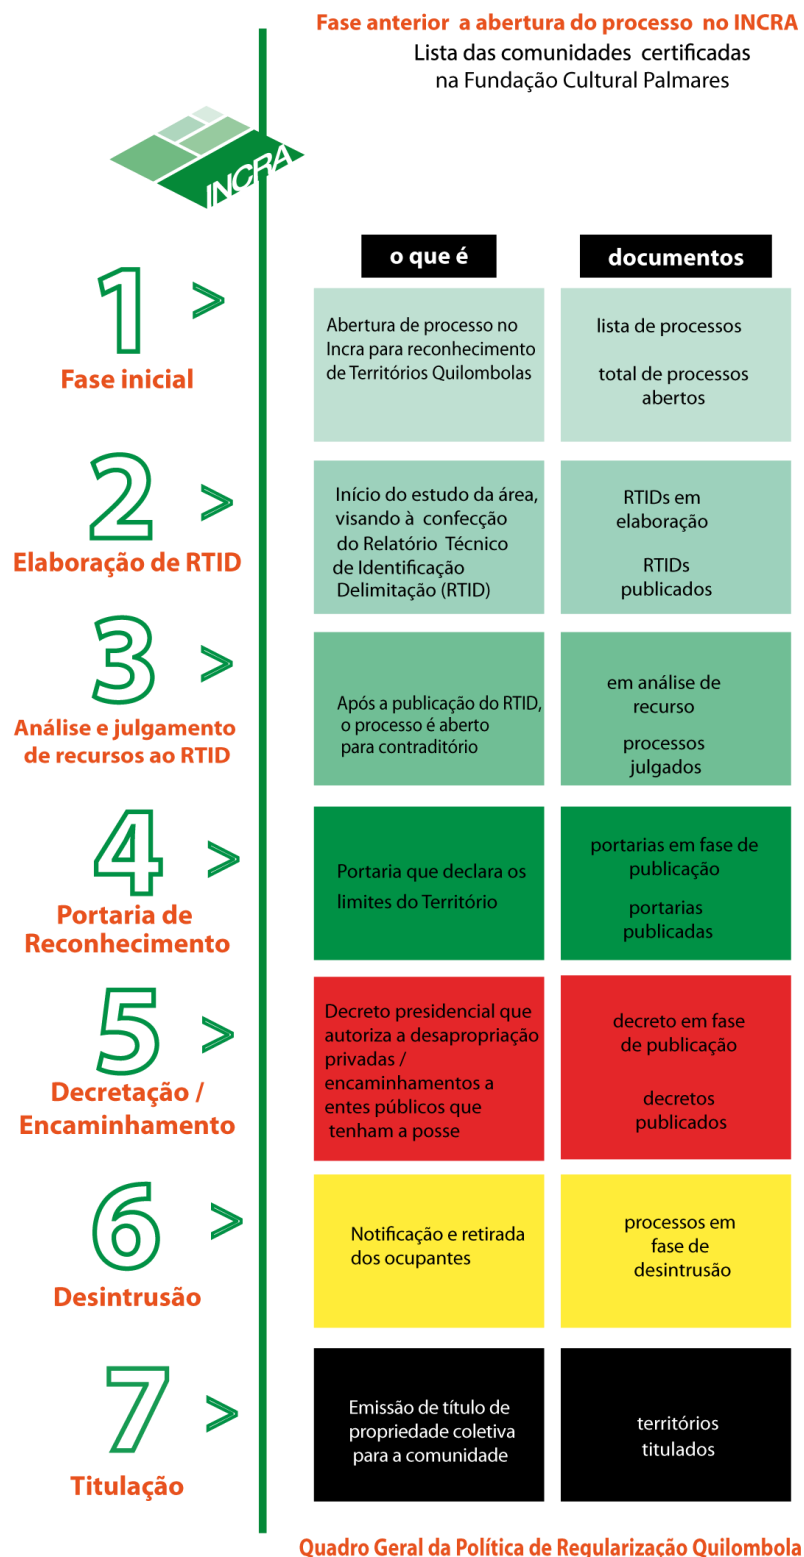 Fase anterior a abertura do processo no INCRA
Lista das comunidades certificadas
na Fundação Cultural Palmares
INCRA
o que é
documentos
1 >
Fase inicial
Abertura de processo no
Incra para reconhecimento
de Territórios Quilombolas
lista de processos
total de processos
abertos
2 >
Elaboração de RTID
Início do estudo da área,
visando à confecção
do Relatório Técnico
de Identificação
Delimitação (RTID)
RTIDs em
elaboração
RTIDs
publicados
3 >
Análise e julgamento
de recursos ao RTID
Após a publicação do RTID,
o processo é aberto
para contraditório
em análise de
recurso
processos
julgados
4 >
Portaria de
Reconhecimento
Portaria que declara os
limites do Território
portarias em fase de
publicação
portarias
publicadas
5 >
Decretação /
Encaminhamento
Decreto presidencial que
autoriza a desapropriação
privadas /
encaminhamentos a
entes públicos que
tenham a posse
decreto em fase
de publicação
decretos
publicados
6 >
Desintrusão
Notificação e retirada
dos ocupantes
processos em
fase de
desintrusão
7 >
Titulação
Emissão de título de
propriedade coletiva
para a comunidade
territórios
titulados
Quadro Geral da Política de Regularização Quilombola